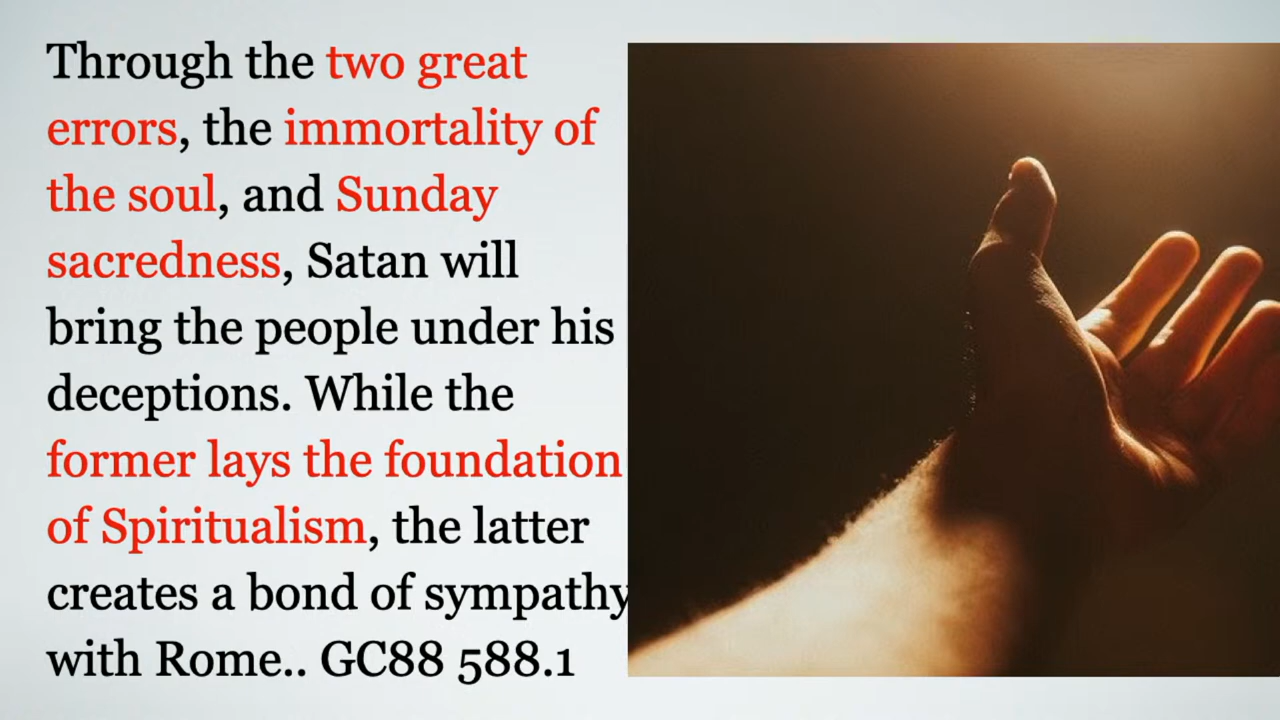 Through the two great
errors, the immortality of
the soul, and Sunday
sacredness, Satan will
bring the people under his
deceptions. While the
former lays the foundation
of Spiritualism, the latter
creates a bond of sympathy
with Rome.. GC88 588.1